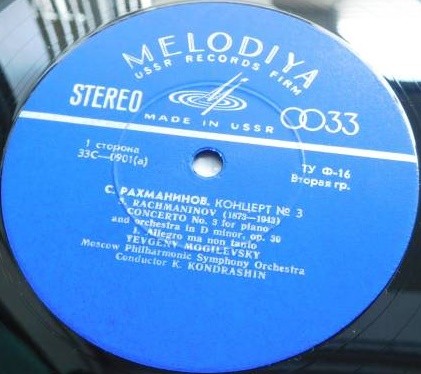 MELODIYA
USSR RECORDS FIRM
STEREO
33
MADE IN USSR
1 сторона
33С—0901(а)
ТУ Ф-16
Вторая гр.
С. РАХМАНИНОВ. КОНЦЕРТ № 3
S. RACHMANINOV (1873—1943)
CONCERTO No. 3 for piano
and orchestra in D minor, op. 30
I. Allegro ma non tanto
YEVGENY MOGILEVSKY
Moscow Philharmonic Symphony Orchestra
Conductor K. KONDRASHIN